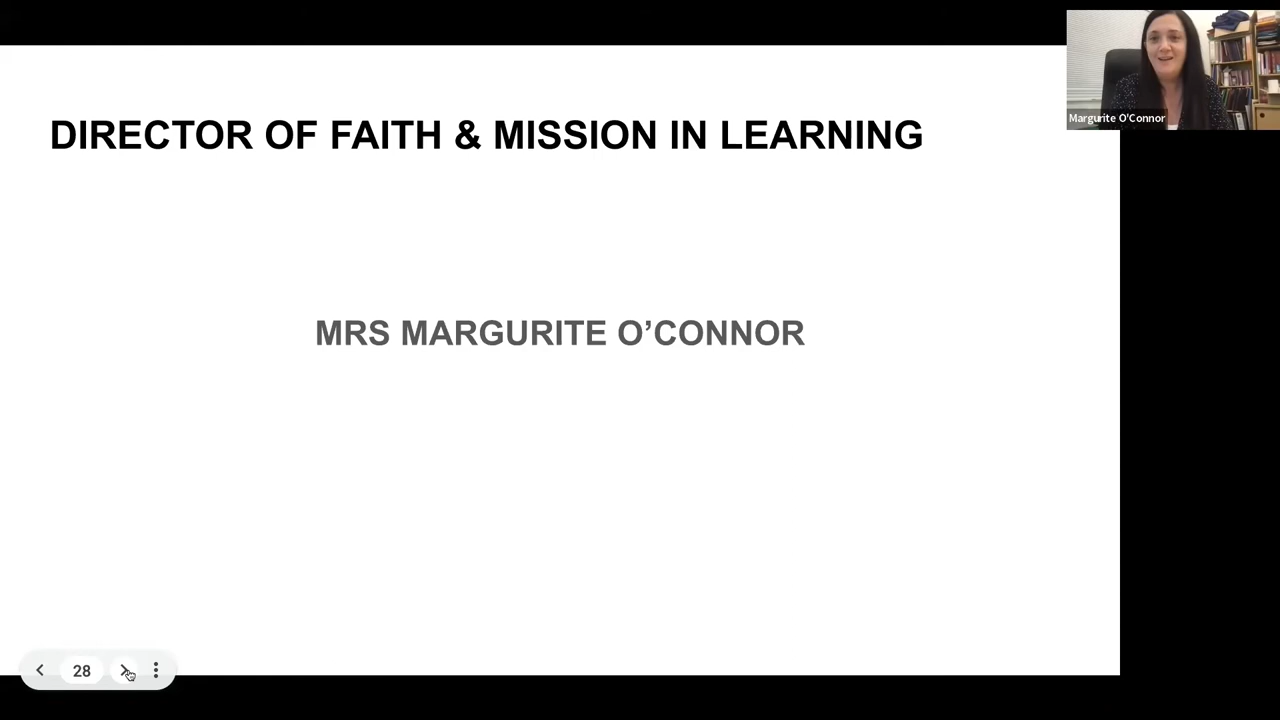 DIRECTOR OF FAITH & MISSION IN LEARNING
Margurite O'Connor
MRS MARGURITE O’CONNOR
28